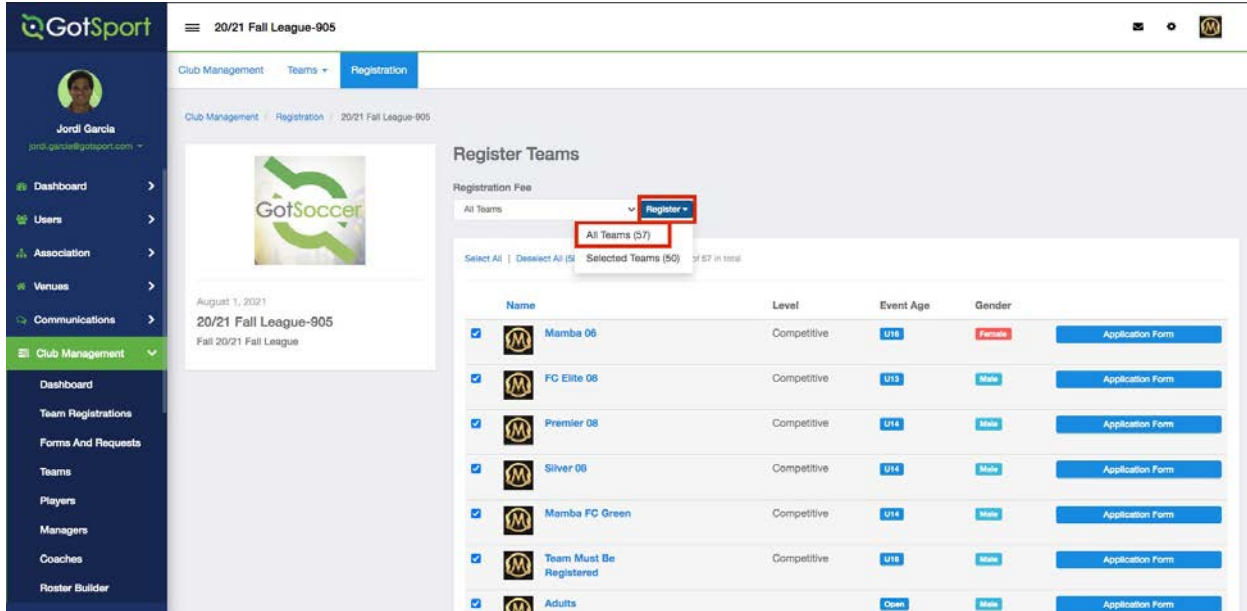 GotSport
20/21 Fall League-905
Club Management Teams Registration
Jordi Garcia
jordi.garcia@gotsport.com
Dashboard
Users
Association
Venues
Communications
Club Management
Dashboard
Team Registrations
Forms And Requests
Teams
Players
Managers
Coaches
Roster Builder
Club Management / Registration / 20/21 Fall League-905
GotSoccer
August 1, 2021
20/21 Fall League-905
Fall 20/21 Fall League
Register Teams
Registration Fee
All Teams Register
All Teams (57)
Selected Teams (50)
Select All | Deselect All of 57 in total
Name Level Event Age Gender
Mamba 06 Competitive U16 Female Application Form
FC Elite 08 Competitive U13 Male Application Form
Premier 08 Competitive U14 Male Application Form
Silver 08 Competitive U14 Male Application Form
Mamba FC Green Competitive U14 Male Application Form
Team Must Be Registered Competitive Male Application Form
Adults Open Male Application Form